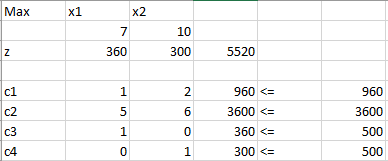 Max x1 x2
7 10
z 360 300 5520
c1 1 2 960 <= 960
c2 5 6 3600 <= 3600
c3 1 0 360 <= 500
c4 0 1 300 <= 500